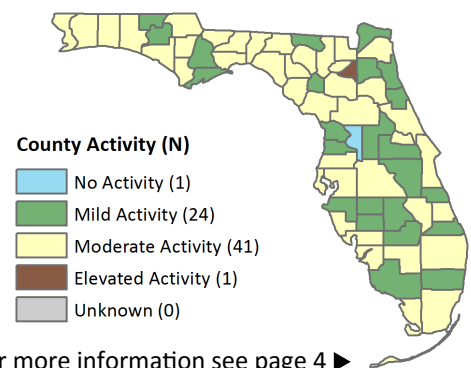 County Activity (N)
No Activity (1)
Mild Activity (24)
Moderate Activity (41)
Elevated Activity (1)
Unknown (0)
r more information see page 4 ▶